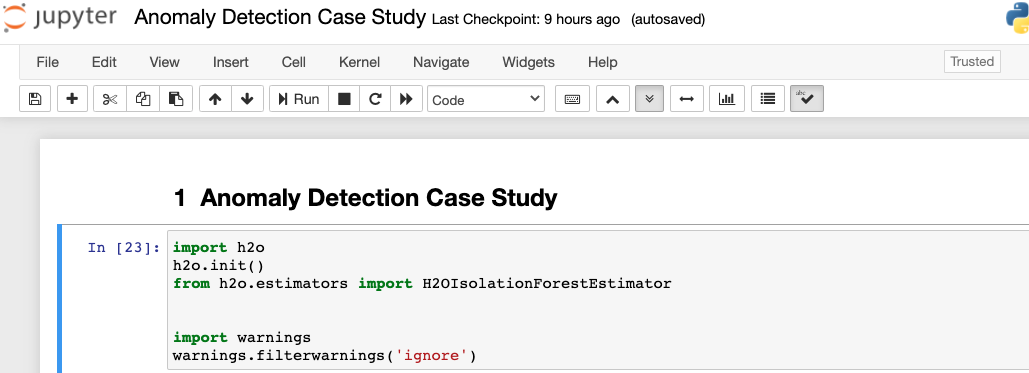 jupyter Anomaly Detection Case Study Last Checkpoint: 9 hours ago (autosaved)
File Edit View Insert Cell Kernel Navigate Widgets Help Trusted
Run Code abc
1 Anomaly Detection Case Study
In [23]: import h2o
h2o.init()
from h2o.estimators import H2OIsolationForestEstimator
import warnings
warnings.filterwarnings('ignore')